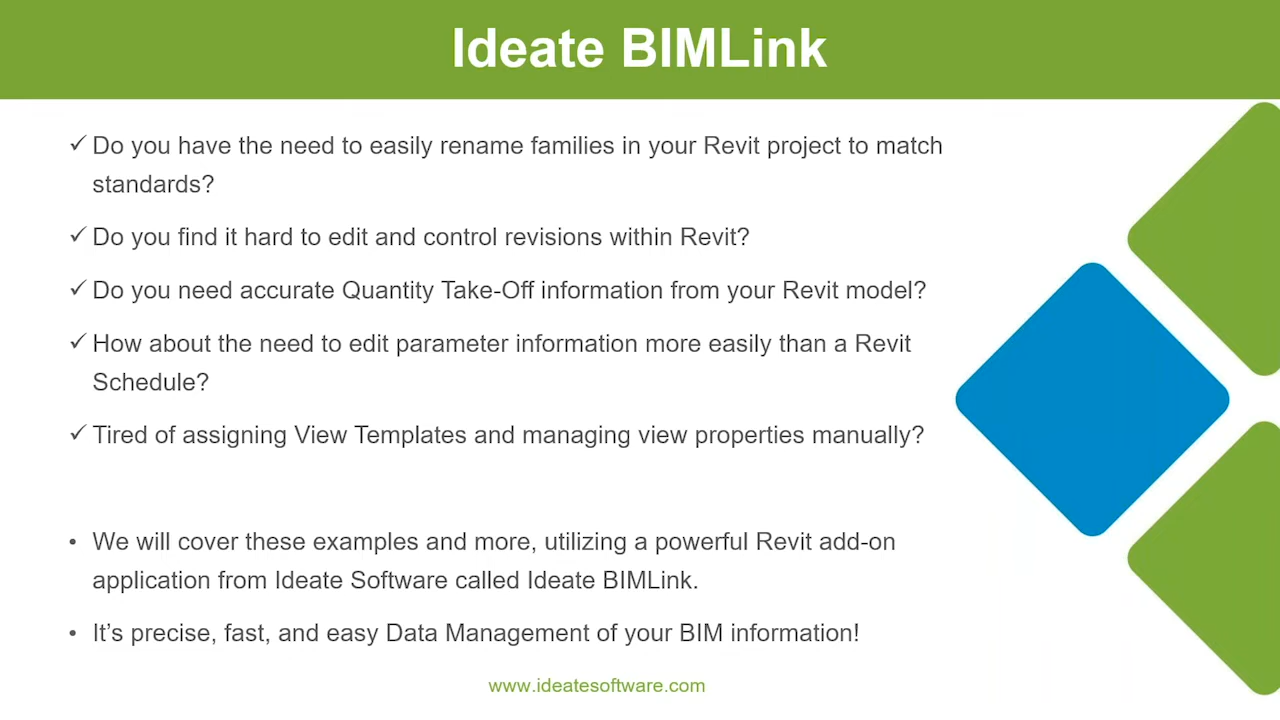 Ideate BIMLink
✓ Do you have the need to easily rename families in your Revit project to match
standards?
✓ Do you find it hard to edit and control revisions within Revit?
✓ Do you need accurate Quantity Take-Off information from your Revit model?
✓ How about the need to edit parameter information more easily than a Revit
Schedule?
✓ Tired of assigning View Templates and managing view properties manually?
• We will cover these examples and more, utilizing a powerful Revit add-on
application from Ideate Software called Ideate BIMLink.
• It’s precise, fast, and easy Data Management of your BIM information!
www.ideatesoftware.com